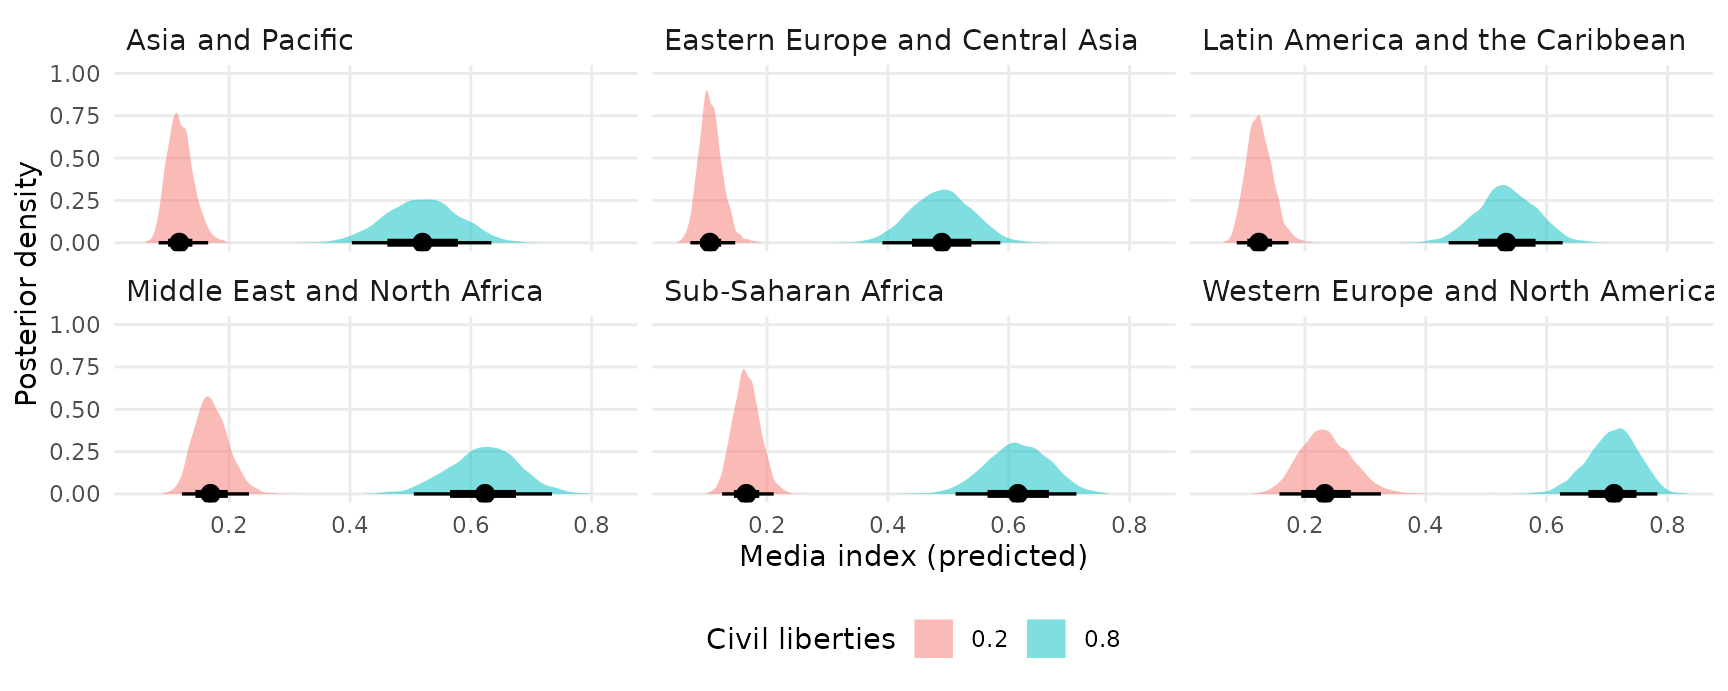 Asia and Pacific
Eastern Europe and Central Asia
Latin America and the Caribbean
1.00
0.75
0.50
0.25
0.00
Middle East and North Africa
Sub-Saharan Africa
Western Europe and North America
1.00
0.75
0.50
0.25
0.00
Posterior density
0.2 0.4 0.6 0.8
0.2 0.4 0.6 0.8
0.2 0.4 0.6 0.8
Media index (predicted)
Civil liberties 0.2 0.8